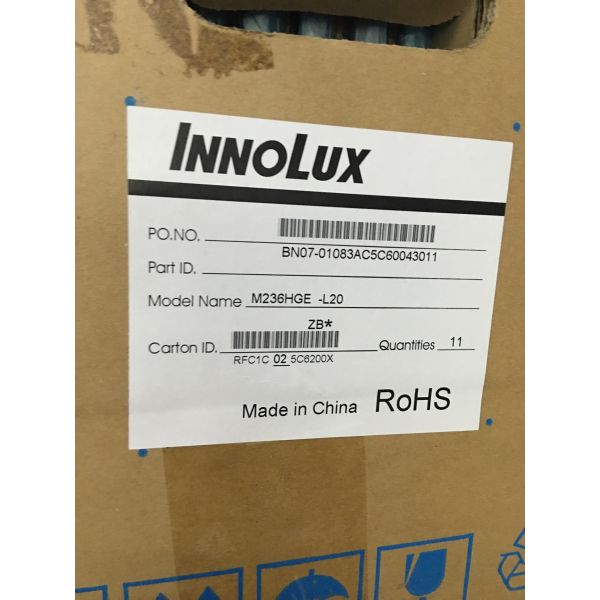 INNOLUX
PO.NO.
BN07-01083AC5C60043011
Part ID.
Model Name M236HGE -L20
ZB*
Carton ID. Quantities 11
RFC1C 02 5C6200X
Made in China RoHS